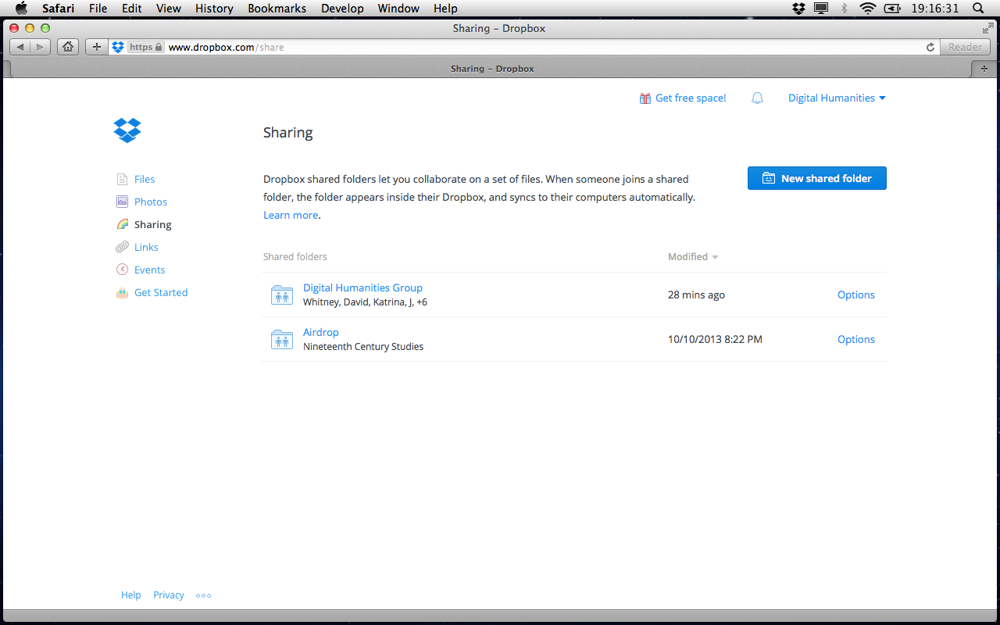 Safari File Edit View History Bookmarks Develop Window Help 19:16:31
Sharing – Dropbox
https www.dropbox.com/share Reader
Sharing – Dropbox
Get free space! Digital Humanities
Sharing
Files
Photos
Sharing
Links
Events
Get Started
Dropbox shared folders let you collaborate on a set of files. When someone joins a shared
folder, the folder appears inside their Dropbox, and syncs to their computers automatically.
Learn more.
New shared folder
Shared folders Modified
Digital Humanities Group
Whitney, David, Katrina, J, +6
28 mins ago Options
Airdrop
Nineteenth Century Studies
10/10/2013 8:22 PM Options
Help Privacy